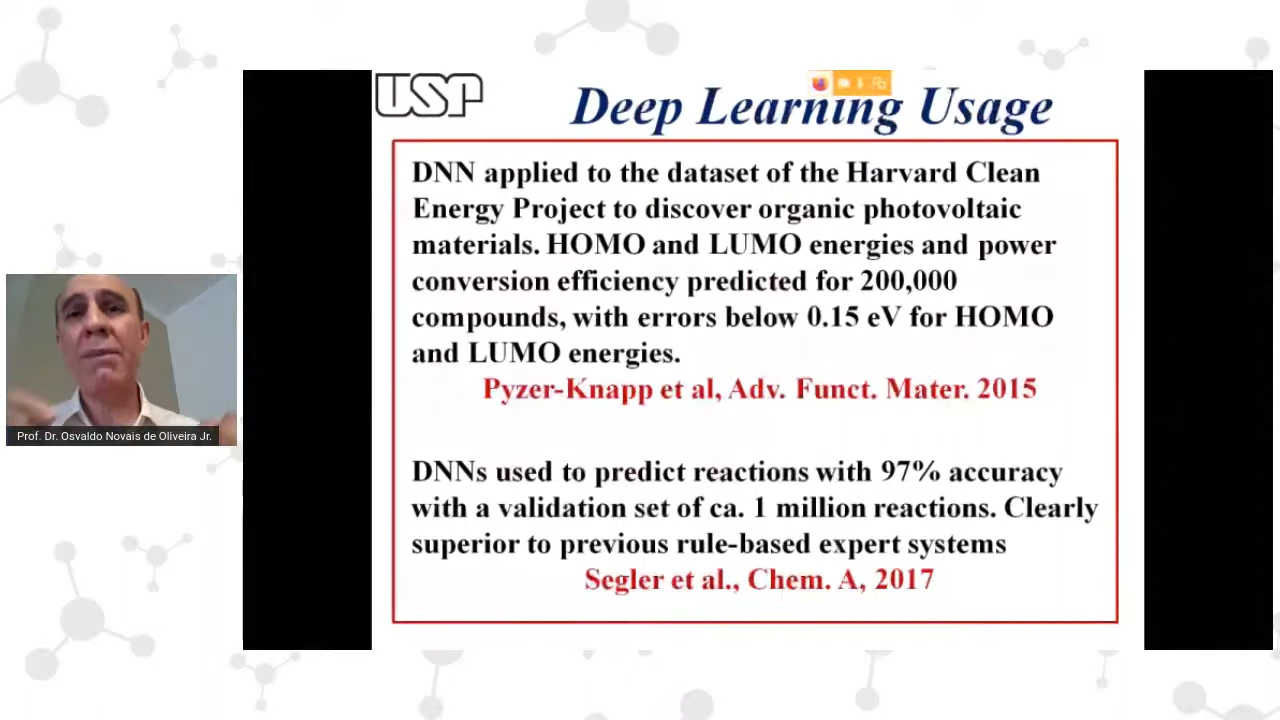 USP
Deep Learning Usage
DNN applied to the dataset of the Harvard Clean
Energy Project to discover organic photovoltaic
materials. HOMO and LUMO energies and power
conversion efficiency predicted for 200,000
compounds, with errors below 0.15 eV for HOMO
and LUMO energies.
Pyzer-Knapp et al, Adv. Funct. Mater. 2015
DNNs used to predict reactions with 97% accuracy
with a validation set of ca. 1 million reactions. Clearly
superior to previous rule-based expert systems
Segler et al., Chem. A, 2017
Prof. Dr. Osvaldo Novais de Oliveira Jr.